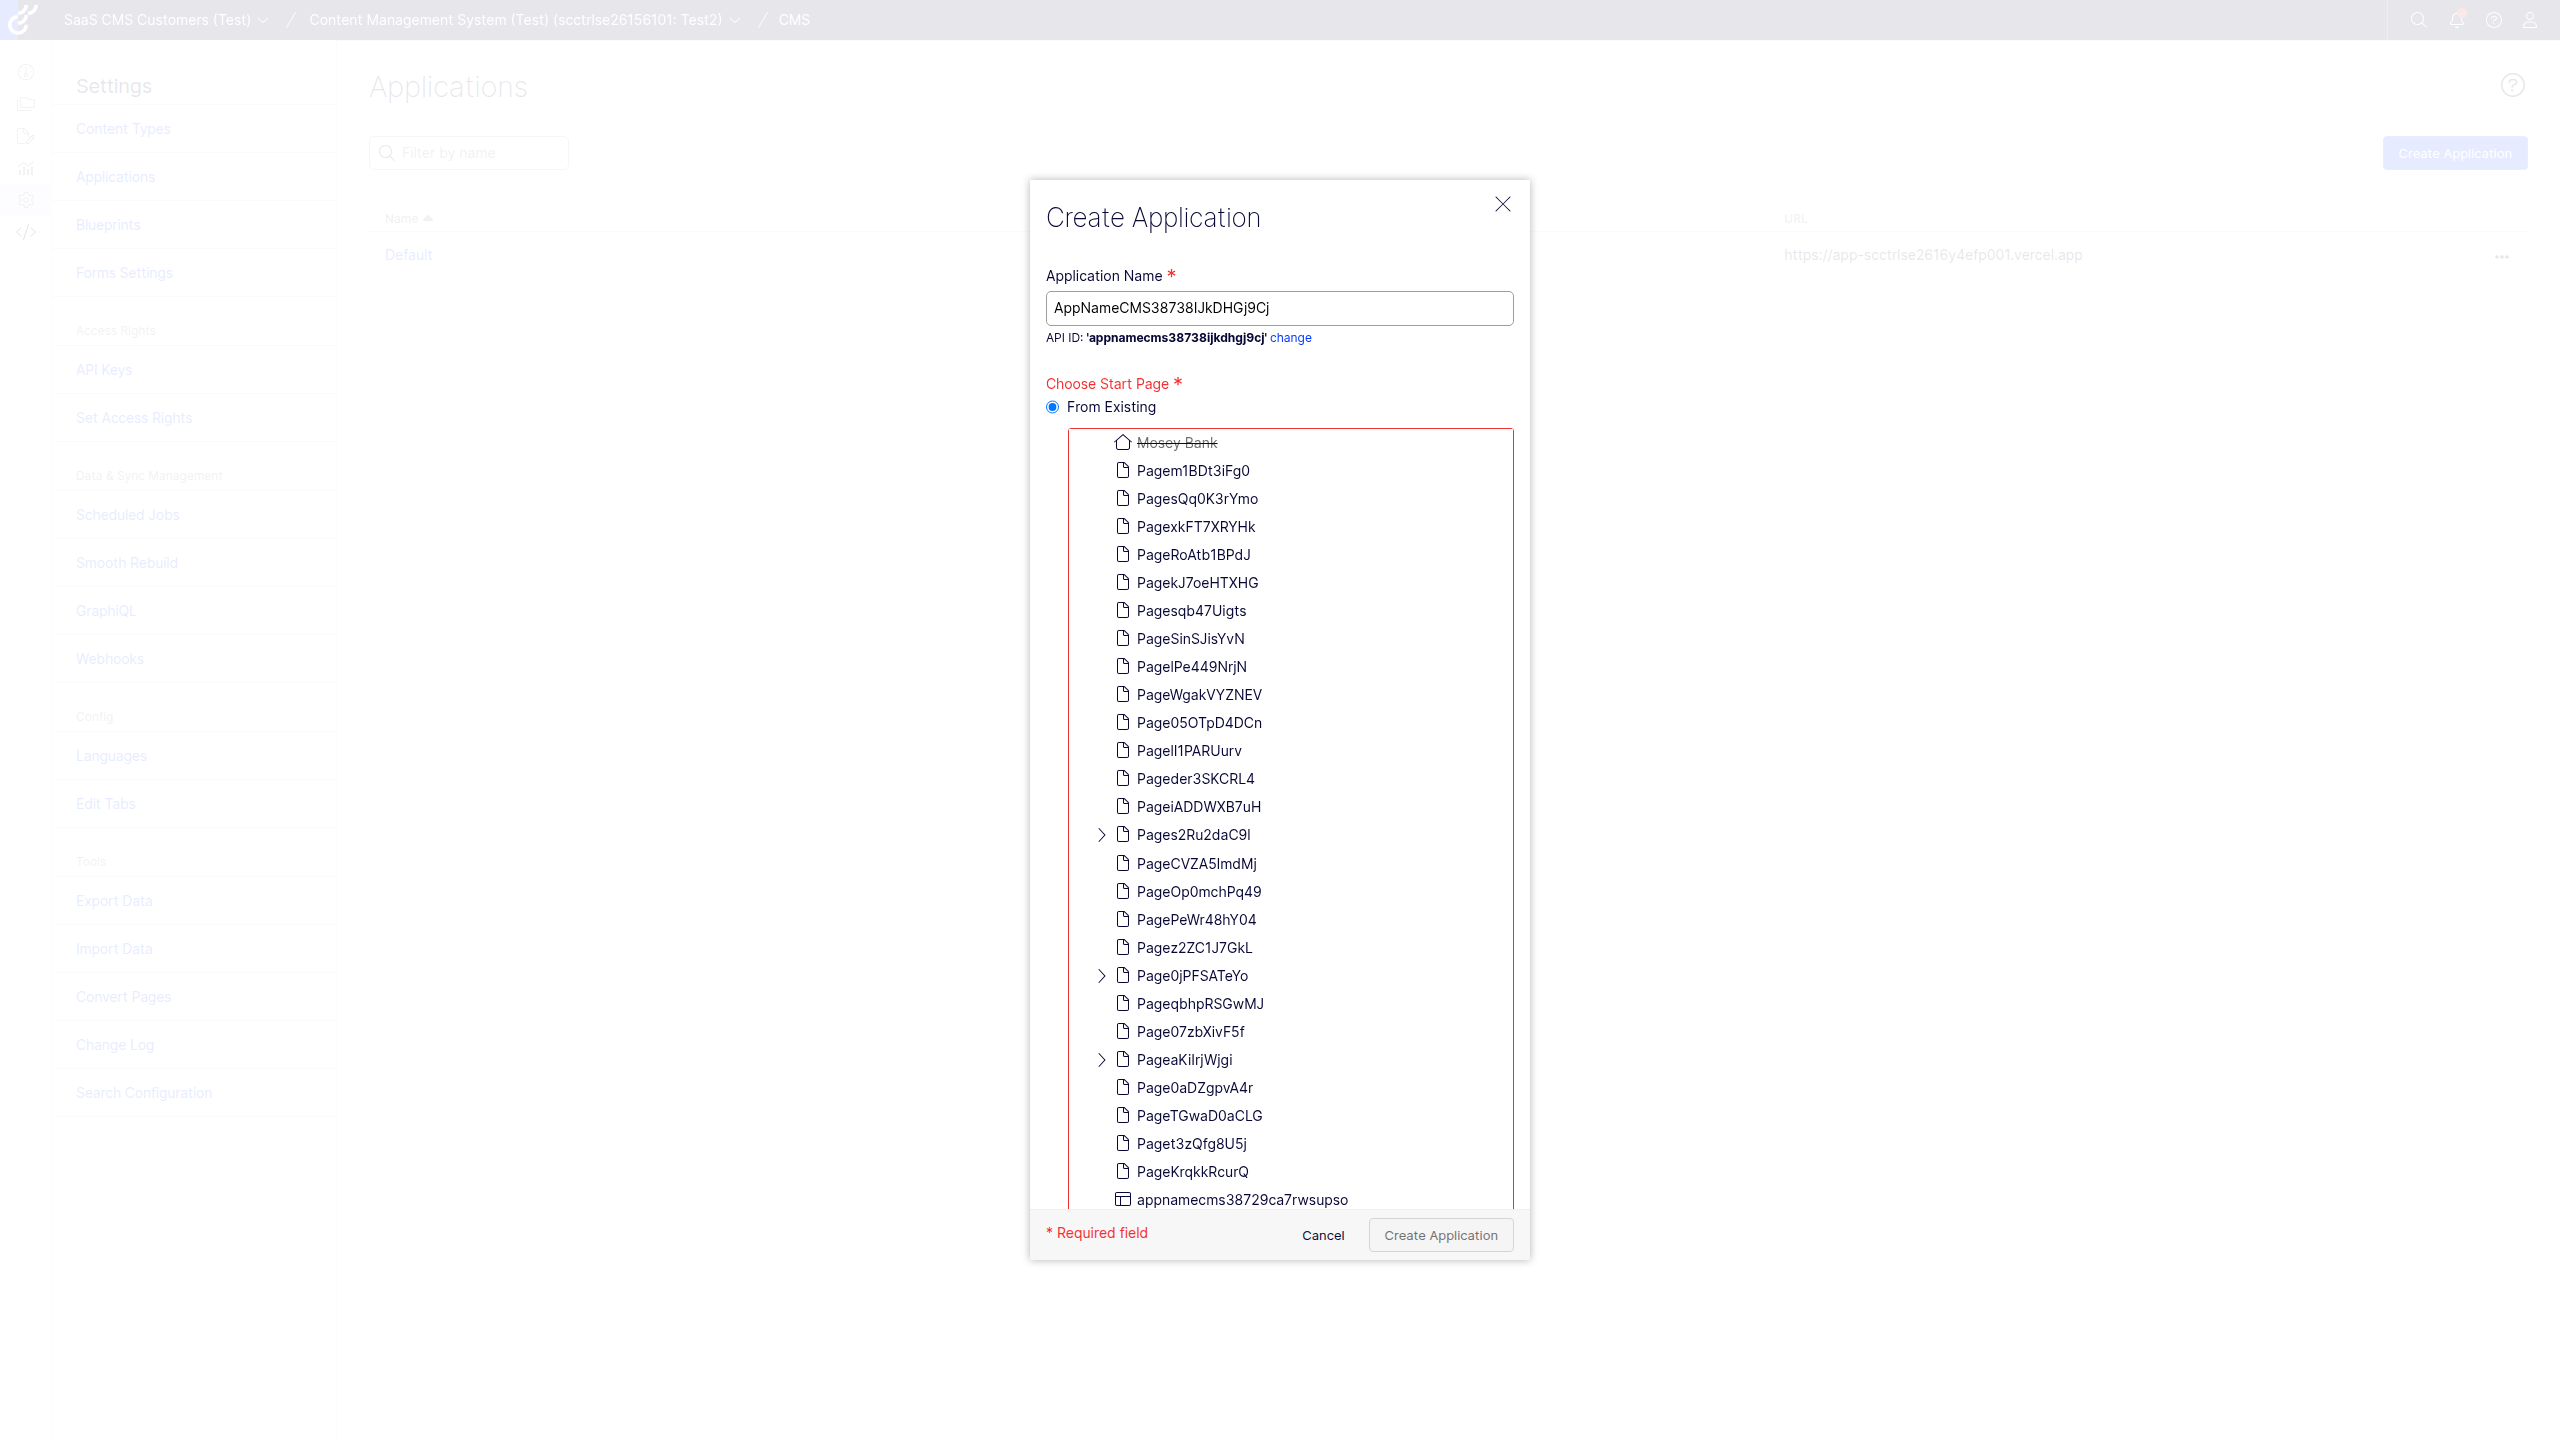 SaaS CMS Customers (Test) / Content Management System (Test) (scctrlse26156101: Test2) / CMS
Settings
Content Types
Applications
Blueprints
Forms Settings
Access Rights
API Keys
Set Access Rights
Data & Sync Management
Scheduled Jobs
Smooth Rebuild
GraphiQL
Webhooks
Config
Languages
Edit Tabs
Tools
Export Data
Import Data
Convert Pages
Change Log
Search Configuration
Applications
Filter by name
Create Application
Name
URL
Default
https://app-scctrlse2616y4efp001.vercel.app
Create Application
Application Name *
AppNameCMS38738IJkDHGj9Cj
API ID: 'appnamecms38738ijkdhgj9cj' change
Choose Start Page *
From Existing
Mosey Bank
Pagem1BDt3iFg0
PagesQq0K3rYmo
PagexkFT7XRYHk
PageRoAtb1BPdJ
PagekJ7oeHTXHG
Pagesqb47Uigts
PageSinSJisYvN
PagelPe449NrjN
PageWgakVYZNEV
Page05OTpD4DCn
Pagell1PARUurv
Pageder3SKCRL4
PageiADDWXB7uH
Pages2Ru2daC9I
PageCVZA5lmdMj
PageOp0mchPq49
PagePeWr48hY04
Pagez2ZC1J7GkL
Page0jPFSATeYo
PageqbhpRSGwMJ
Page07zbXivF5f
PageaKiIrjWjgi
Page0aDZgpvA4r
PageTGwaD0aCLG
Paget3zQfg8U5j
PageKrqkkRcurQ
appnamecms38729ca7rwsupso
* Required field
Cancel
Create Application